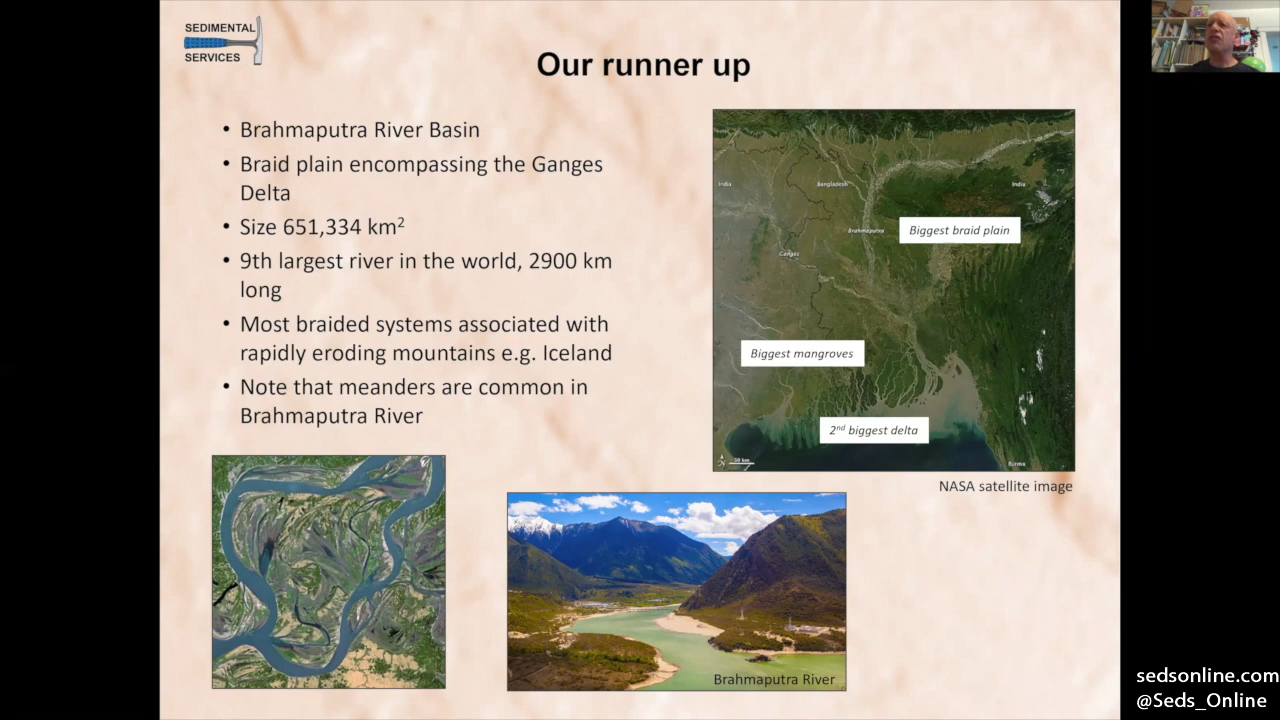 SEDIMENTAL
SERVICES
Our runner up
• Brahmaputra River Basin
• Braid plain encompassing the Ganges
Delta
• Size 651,334 km²
• 9th largest river in the world, 2900 km
long
• Most braided systems associated with
rapidly eroding mountains e.g. Iceland
• Note that meanders are common in
Brahmaputra River
India
Bangladesh
India
Brahmaputra
Biggest braid plain
Ganges
Biggest mangroves
2nd biggest delta
N
50 km
Burma
NASA satellite image
Brahmaputra River
sedsonline.com
@Seds_Online